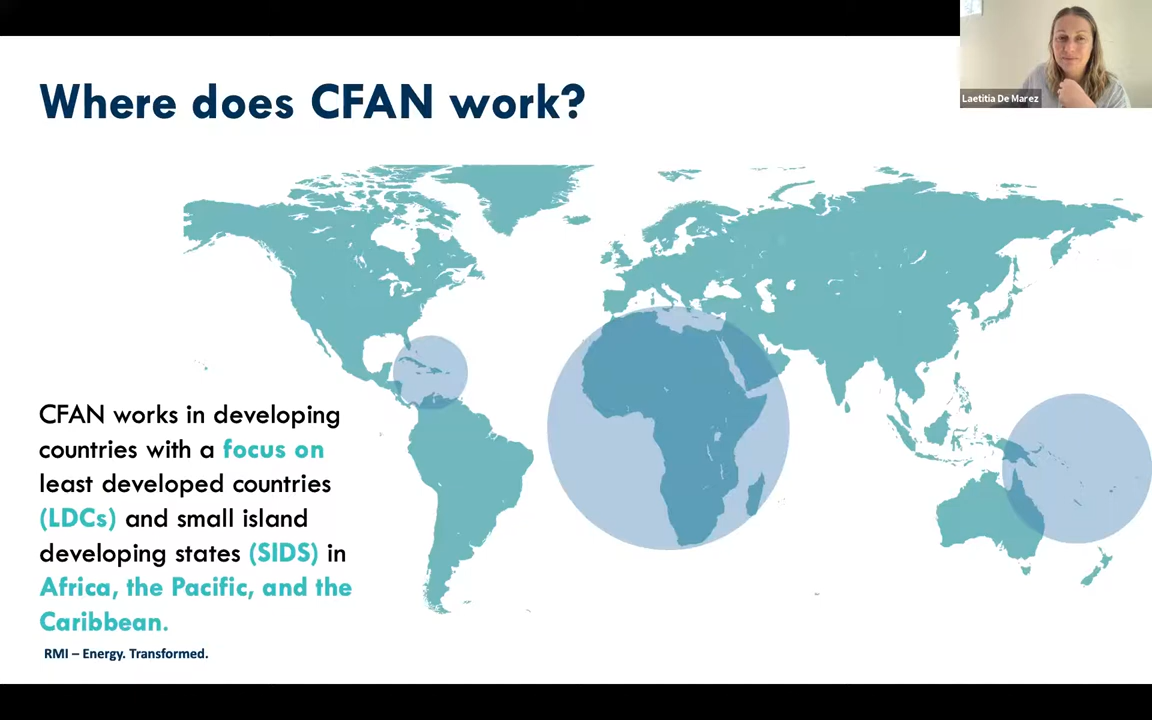 Where does CFAN work?
Laetitia De Marez
CFAN works in developing
countries with a focus on
least developed countries
(LDCs) and small island
developing states (SIDS) in
Africa, the Pacific, and the
Caribbean.
RMI – Energy. Transformed.